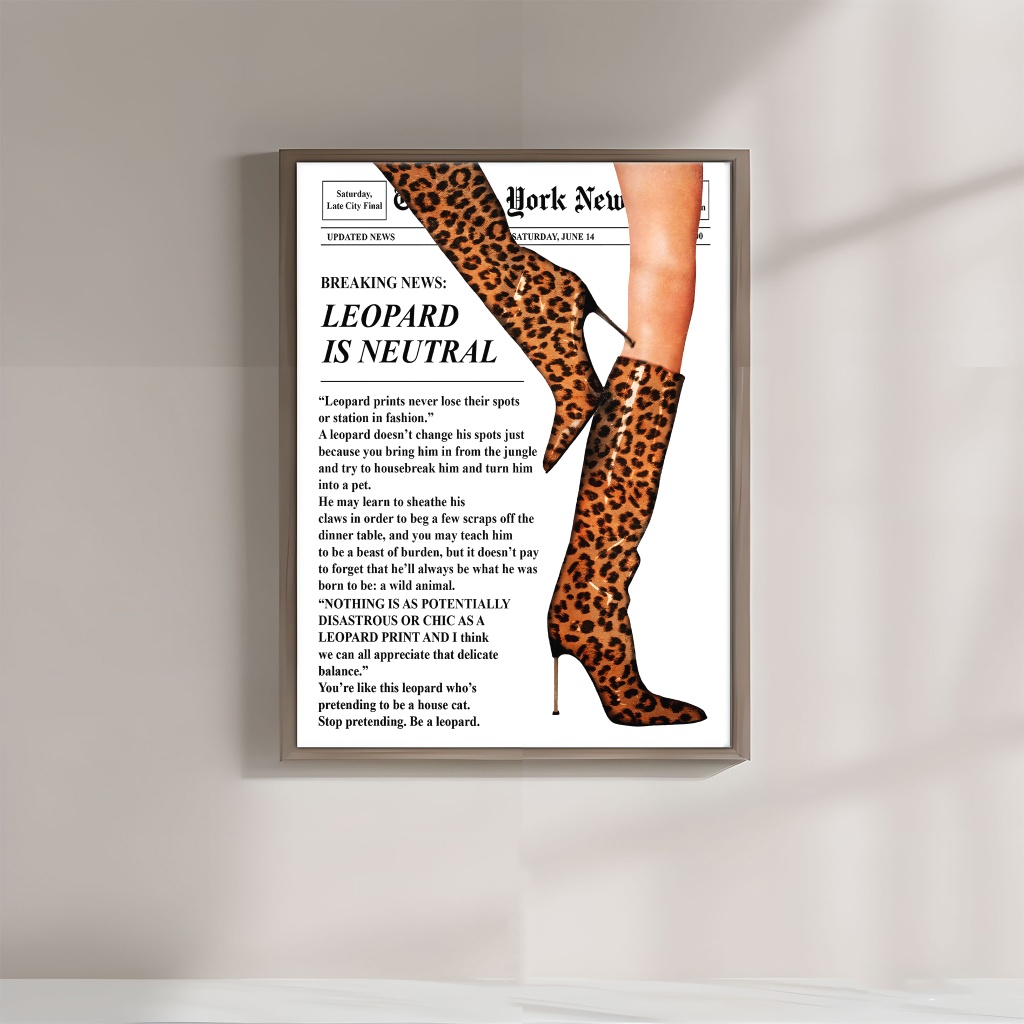 Saturday,
Late City Final
York New
UPDATED NEWS
SATURDAY, JUNE 14
BREAKING NEWS:
LEOPARD
IS NEUTRAL
“Leopard prints never lose their spots
or station in fashion.”
A leopard doesn’t change his spots just
because you bring him in from the jungle
and try to housebreak him and turn him
into a pet.
He may learn to sheathe his
claws in order to beg a few scraps off the
dinner table, and you may teach him
to be a beast of burden, but it doesn’t pay
to forget that he’ll always be what he was
born to be: a wild animal.
“NOTHING IS AS POTENTIALLY
DISASTROUS OR CHIC AS A
LEOPARD PRINT AND I think
we can all appreciate that delicate
balance.”
You’re like this leopard who’s
pretending to be a house cat.
Stop pretending. Be a leopard.